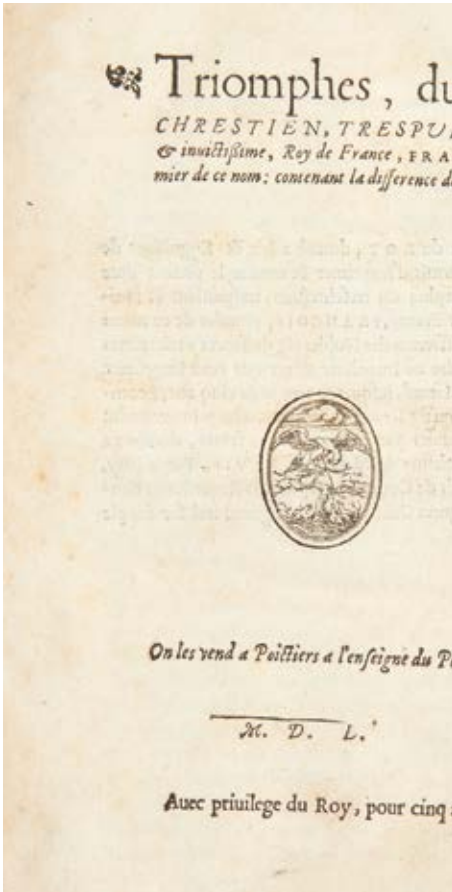 Triomphes, du
CHRESTIEN, TRESPVI
& inuictißime, Roy de France, FRA
mier de ce nom: contenant la difference d
On les vend a Poictiers a l'enseigne du P
M. D. L.
Auec priuilege du Roy, pour cinq